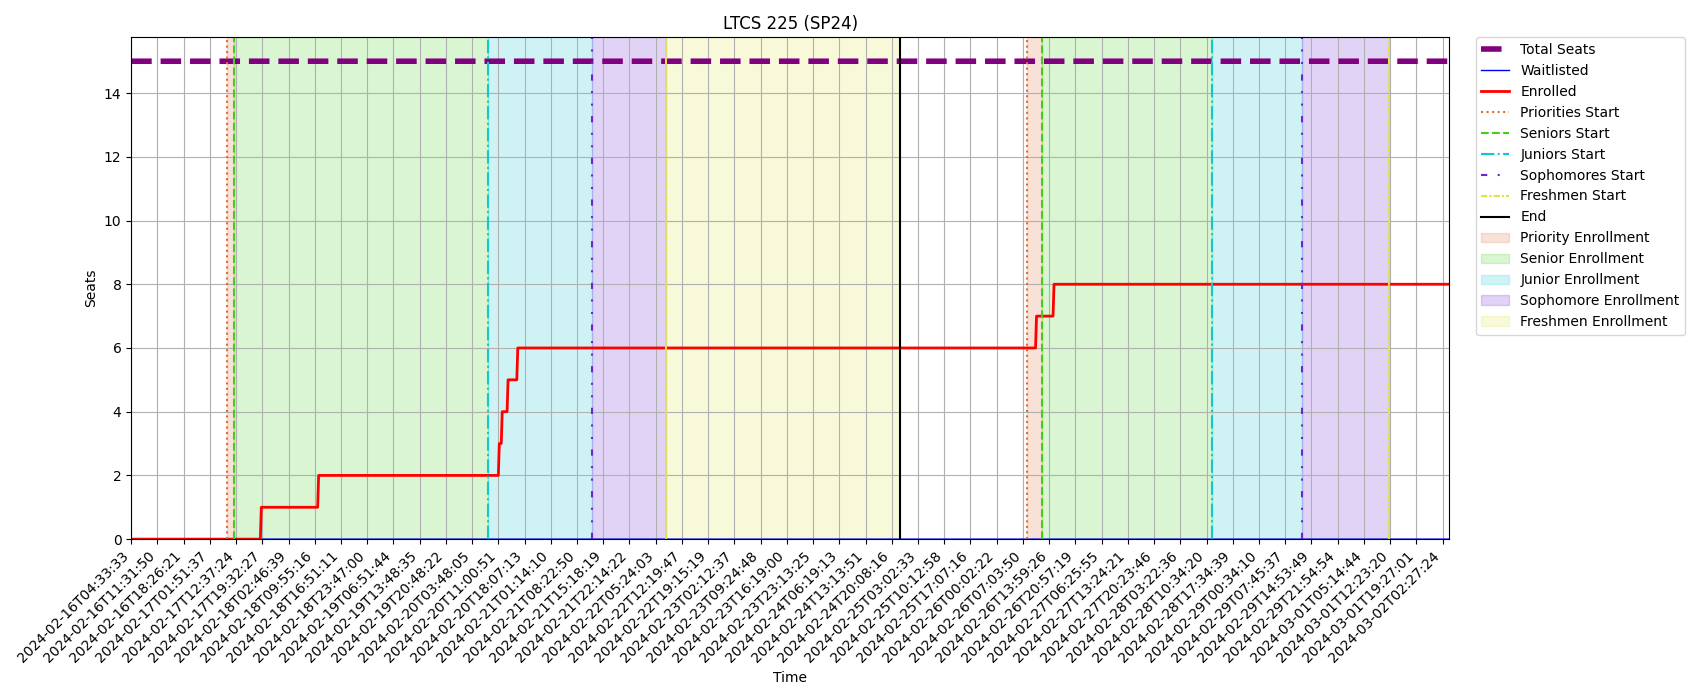 LTCS 225 (SP24)
Seats
14
12
10
8
6
4
2
0
2024-02-16T04:33:33
2024-02-16T11:31:50
2024-02-16T18:26:21
2024-02-17T01:51:37
2024-02-17T12:37:24
2024-02-17T19:32:27
2024-02-18T02:46:39
2024-02-18T09:55:16
2024-02-18T16:51:11
2024-02-18T23:47:00
2024-02-19T06:51:44
2024-02-19T13:48:35
2024-02-19T20:48:22
2024-02-20T03:48:05
2024-02-20T11:00:51
2024-02-20T18:07:13
2024-02-21T01:14:10
2024-02-21T08:22:50
2024-02-21T15:18:19
2024-02-21T22:14:22
2024-02-22T05:24:03
2024-02-22T12:19:47
2024-02-22T19:15:19
2024-02-23T02:12:37
2024-02-23T09:24:48
2024-02-23T16:19:00
2024-02-23T23:13:25
2024-02-24T06:19:13
2024-02-24T13:13:51
2024-02-24T20:08:16
2024-02-25T03:02:33
2024-02-25T10:12:58
2024-02-25T17:07:16
2024-02-26T00:02:22
2024-02-26T07:03:50
2024-02-26T13:59:26
2024-02-26T20:57:19
2024-02-27T06:25:55
2024-02-27T13:24:21
2024-02-27T20:23:46
2024-02-28T03:22:36
2024-02-28T10:34:20
2024-02-28T17:34:39
2024-02-29T00:34:10
2024-02-29T07:45:37
2024-02-29T14:53:49
2024-02-29T21:54:54
2024-03-01T05:14:44
2024-03-01T12:23:20
2024-03-01T19:27:01
2024-03-02T02:27:24
Time
Total Seats
Waitlisted
Enrolled
Priorities Start
Seniors Start
Juniors Start
Sophomores Start
Freshmen Start
End
Priority Enrollment
Senior Enrollment
Junior Enrollment
Sophomore Enrollment
Freshmen Enrollment